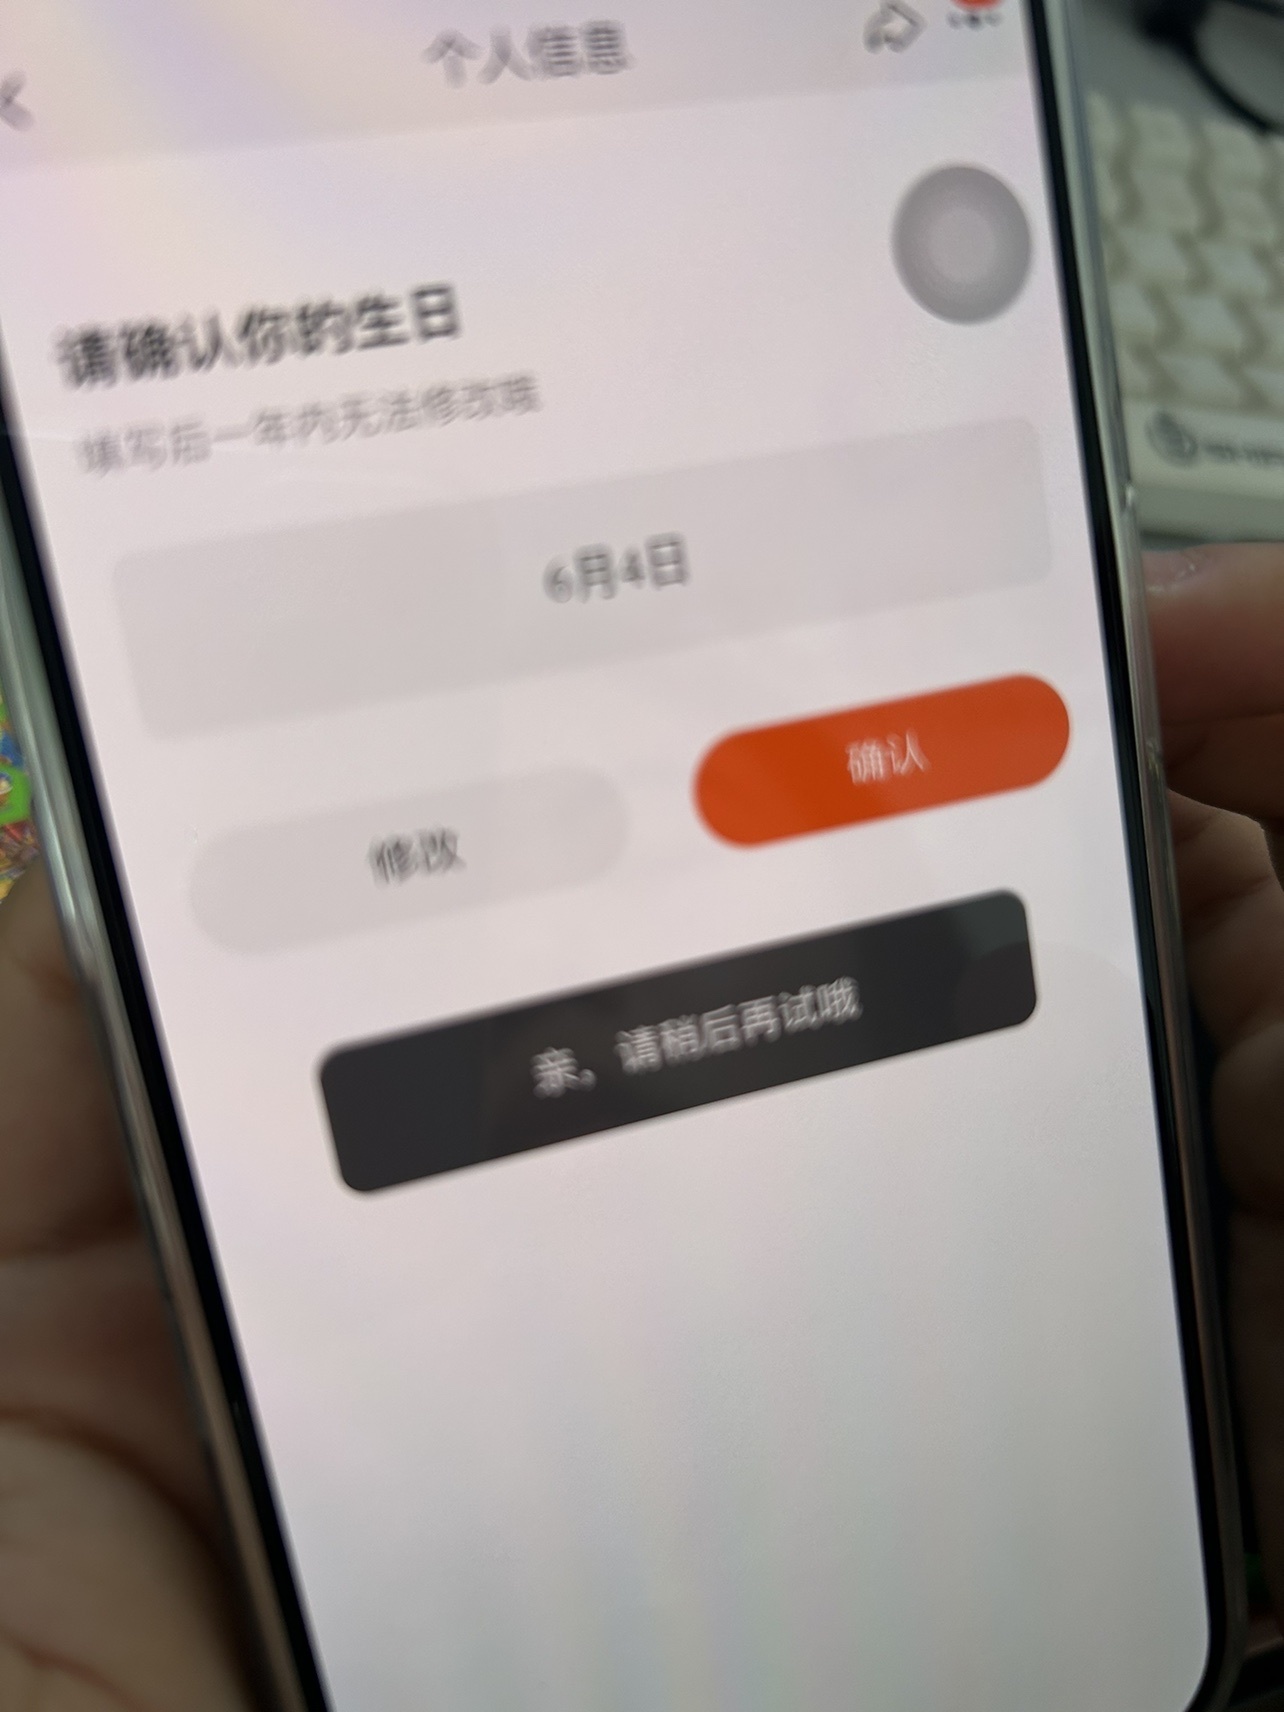 个人信息
请确认你的生日
填写后一年内无法修改哦
6月4日
修改
确认
亲，请稍后再试哦